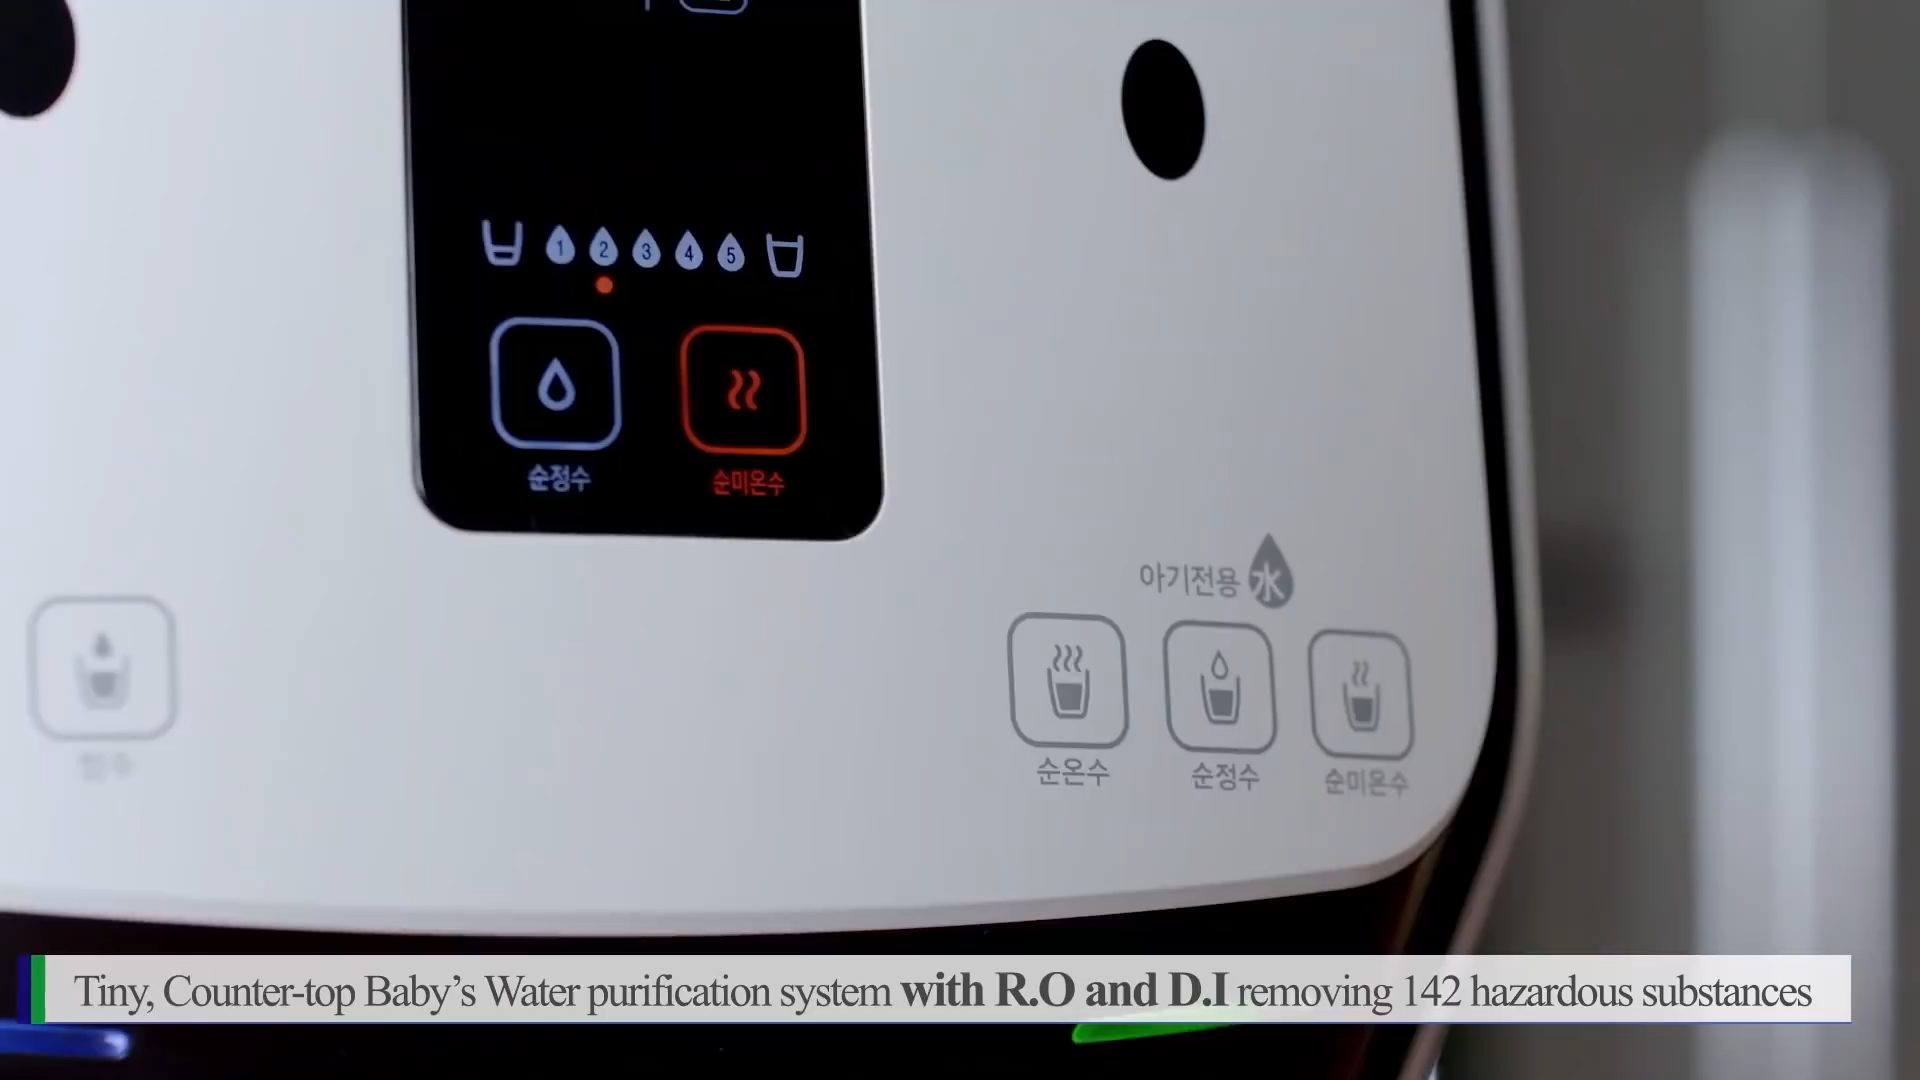 1 2 3 4 5
순정수 순미온수
아기전용 水
순온수 순정수 순미온수
Tiny, Counter-top Baby’s Water purification system with R.O and D.I removing 142 hazardous substances